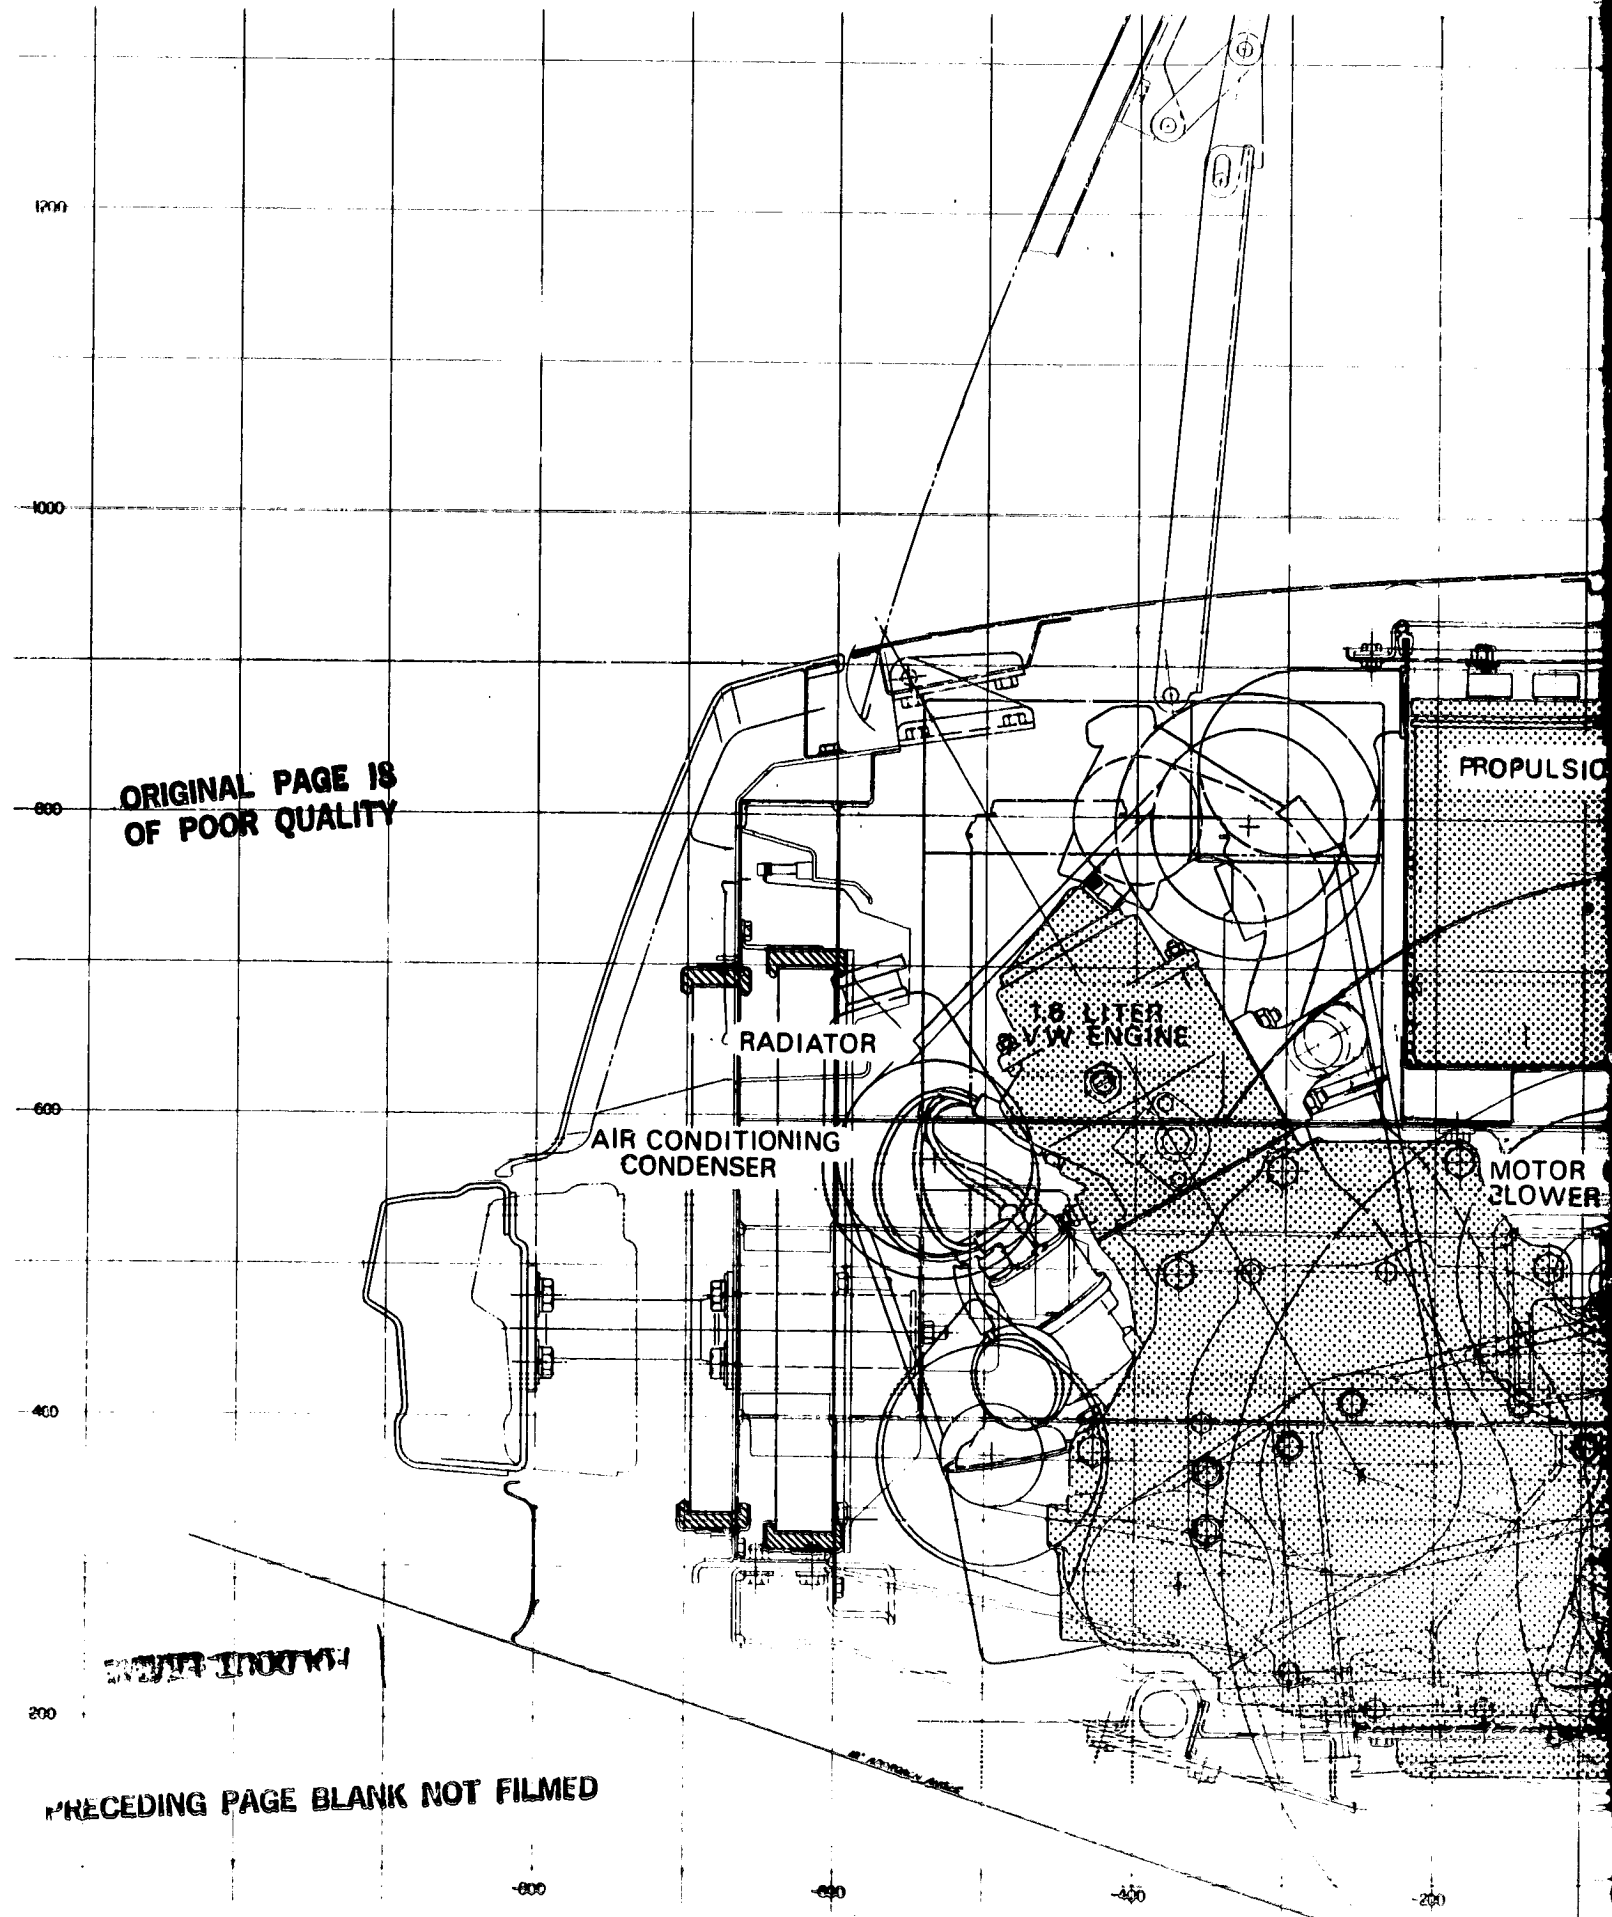 1200
1000
ORIGINAL PAGE IS
OF POOR QUALITY
800
PROPULSIO
1.6 LITER
VW ENGINE
RADIATOR
600
AIR CONDITIONING
CONDENSER
MOTOR
BLOWER
400
200
PRECEDING PAGE BLANK NOT FILMED
-800
-600
-400
-200